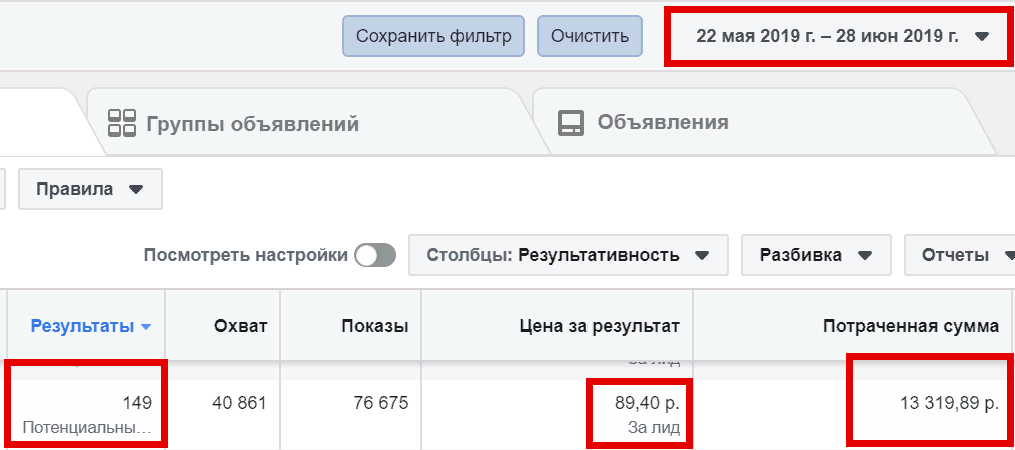 Сохранить фильтр Очистить 22 мая 2019 г. – 28 июн 2019 г.
Группы объявлений Объявления
Правила
Посмотреть настройки Столбцы: Результативность Разбивка Отчеты
Результаты Охват Показы Цена за результат Потраченная сумма
За лид
149 40 861 76 675 89,40 р. 13 319,89 р.
Потенциальны… За лид